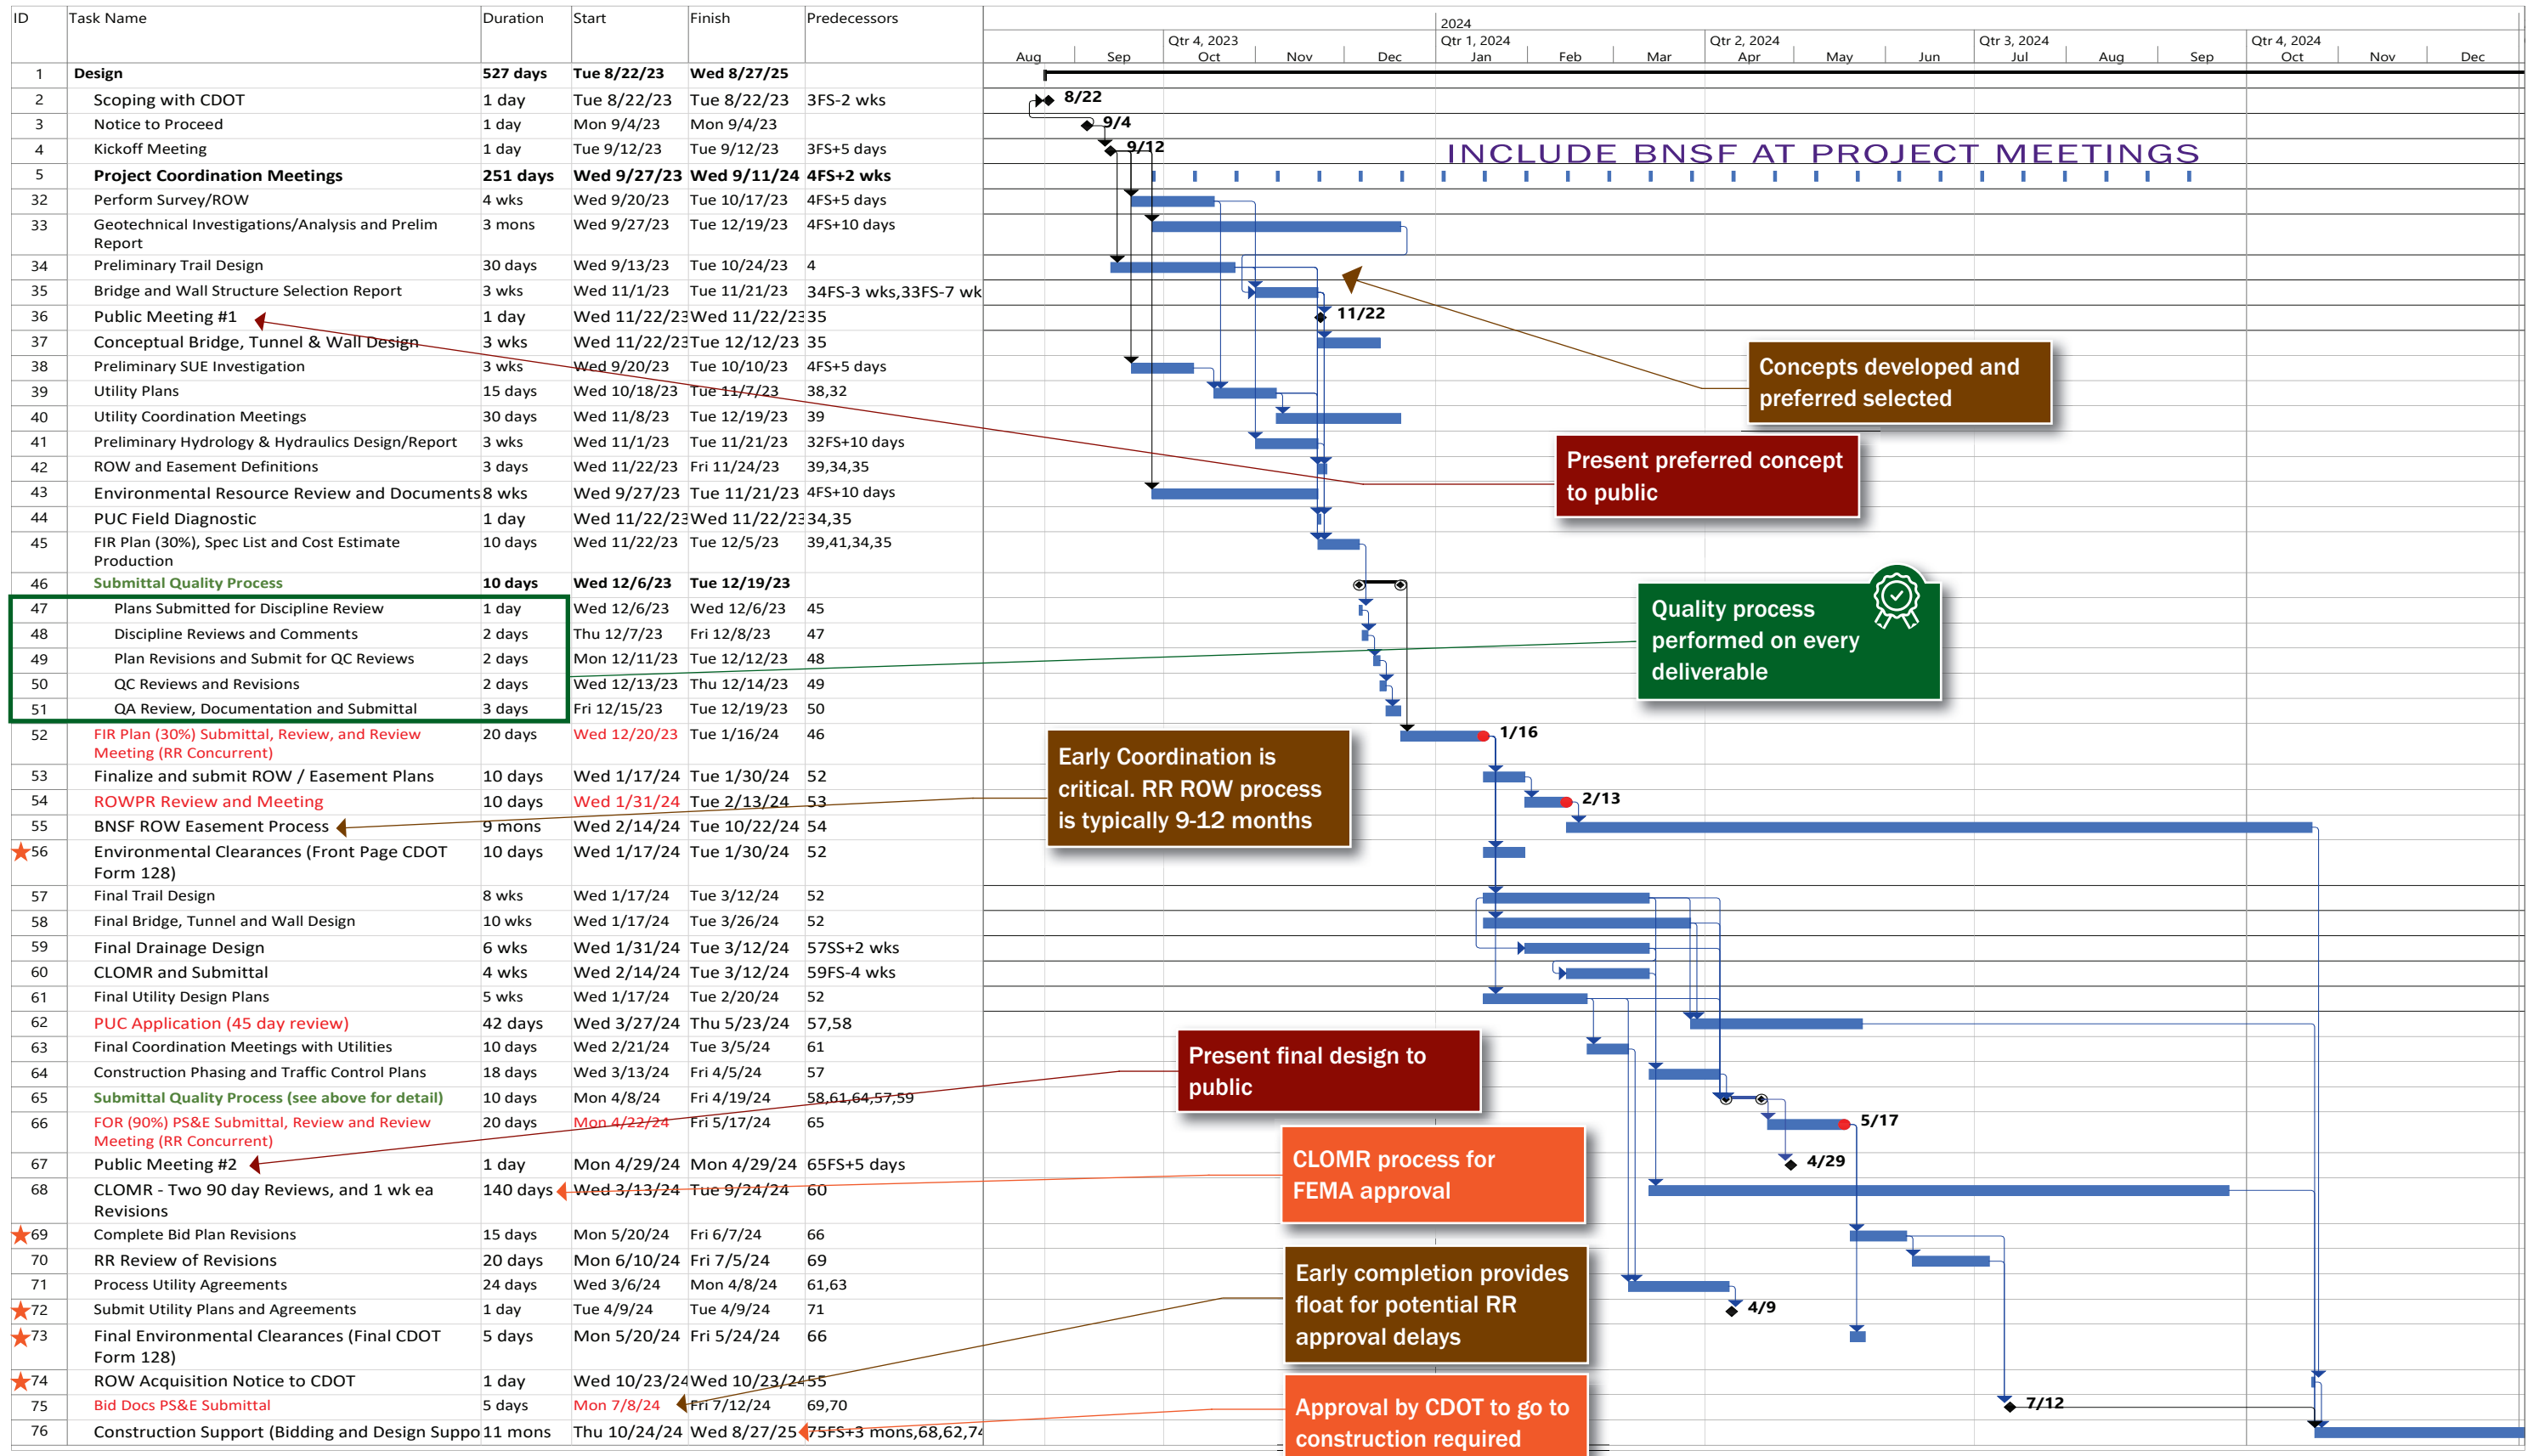 ID Task Name Duration Start Finish Predecessors
2024
Qtr 4, 2023 Qtr 1, 2024 Qtr 2, 2024 Qtr 3, 2024 Qtr 4, 2024
Aug Sep Oct Nov Dec Jan Feb Mar Apr May Jun Jul Aug Sep Oct Nov Dec
1 Design 527 days Tue 8/22/23 Wed 8/27/25
2 Scoping with CDOT 1 day Tue 8/22/23 Tue 8/22/23 3FS-2 wks 8/22
3 Notice to Proceed 1 day Mon 9/4/23 Mon 9/4/23 9/4
4 Kickoff Meeting 1 day Tue 9/12/23 Tue 9/12/23 3FS+5 days 9/12
INCLUDE BNSF AT PROJECT MEETINGS
5 Project Coordination Meetings 251 days Wed 9/27/23 Wed 9/11/24 4FS+2 wks
32 Perform Survey/ROW 4 wks Wed 9/20/23 Tue 10/17/23 4FS+5 days
33 Geotechnical Investigations/Analysis and Prelim 3 mons Wed 9/27/23 Tue 12/19/23 4FS+10 days
Report
34 Preliminary Trail Design 30 days Wed 9/13/23 Tue 10/24/23 4
35 Bridge and Wall Structure Selection Report 3 wks Wed 11/1/23 Tue 11/21/23 34FS-3 wks,33FS-7 wk
36 Public Meeting #1 1 day Wed 11/22/23 Wed 11/22/23 35 11/22
37 Conceptual Bridge, Tunnel & Wall Design 3 wks Wed 11/22/23 Tue 12/12/23 35
38 Preliminary SUE Investigation 3 wks Wed 9/20/23 Tue 10/10/23 4FS+5 days
39 Utility Plans 15 days Wed 10/18/23 Tue 11/7/23 38,32
40 Utility Coordination Meetings 30 days Wed 11/8/23 Tue 12/19/23 39
41 Preliminary Hydrology & Hydraulics Design/Report 3 wks Wed 11/1/23 Tue 11/21/23 32FS+10 days
42 ROW and Easement Definitions 3 days Wed 11/22/23 Fri 11/24/23 39,34,35
43 Environmental Resource Review and Documents 8 wks Wed 9/27/23 Tue 11/21/23 4FS+10 days
44 PUC Field Diagnostic 1 day Wed 11/22/23 Wed 11/22/23 34,35
45 FIR Plan (30%), Spec List and Cost Estimate 10 days Wed 11/22/23 Tue 12/5/23 39,41,34,35
Production
46 Submittal Quality Process 10 days Wed 12/6/23 Tue 12/19/23
47 Plans Submitted for Discipline Review 1 day Wed 12/6/23 Wed 12/6/23 45
48 Discipline Reviews and Comments 2 days Thu 12/7/23 Fri 12/8/23 47
49 Plan Revisions and Submit for QC Reviews 2 days Mon 12/11/23 Tue 12/12/23 48
50 QC Reviews and Revisions 2 days Wed 12/13/23 Thu 12/14/23 49
51 QA Review, Documentation and Submittal 3 days Fri 12/15/23 Tue 12/19/23 50
52 FIR Plan (30%) Submittal, Review, and Review 20 days Wed 12/20/23 Tue 1/16/24 46 1/16
Meeting (RR Concurrent)
53 Finalize and submit ROW / Easement Plans 10 days Wed 1/17/24 Tue 1/30/24 52
54 ROWPR Review and Meeting 10 days Wed 1/31/24 Tue 2/13/24 53 2/13
55 BNSF ROW Easement Process 9 mons Wed 2/14/24 Tue 10/22/24 54
56 Environmental Clearances (Front Page CDOT 10 days Wed 1/17/24 Tue 1/30/24 52
Form 128)
57 Final Trail Design 8 wks Wed 1/17/24 Tue 3/12/24 52
58 Final Bridge, Tunnel and Wall Design 10 wks Wed 1/17/24 Tue 3/26/24 52
59 Final Drainage Design 6 wks Wed 1/31/24 Tue 3/12/24 57SS+2 wks
60 CLOMR and Submittal 4 wks Wed 2/14/24 Tue 3/12/24 59FS-4 wks
61 Final Utility Design Plans 5 wks Wed 1/17/24 Tue 2/20/24 52
62 PUC Application (45 day review) 42 days Wed 3/27/24 Thu 5/23/24 57,58
63 Final Coordination Meetings with Utilities 10 days Wed 2/21/24 Tue 3/5/24 61
64 Construction Phasing and Traffic Control Plans 18 days Wed 3/13/24 Fri 4/5/24 57
65 Submittal Quality Process (see above for detail) 10 days Mon 4/8/24 Fri 4/19/24 58,61,64,57,59
66 FOR (90%) PS&E Submittal, Review and Review 20 days Mon 4/22/24 Fri 5/17/24 65 5/17
Meeting (RR Concurrent)
67 Public Meeting #2 1 day Mon 4/29/24 Mon 4/29/24 65FS+5 days 4/29
68 CLOMR - Two 90 day Reviews, and 1 wk ea 140 days Wed 3/13/24 Tue 9/24/24 60
Revisions
69 Complete Bid Plan Revisions 15 days Mon 5/20/24 Fri 6/7/24 66
70 RR Review of Revisions 20 days Mon 6/10/24 Fri 7/5/24 69
71 Process Utility Agreements 24 days Wed 3/6/24 Mon 4/8/24 61,63
72 Submit Utility Plans and Agreements 1 day Tue 4/9/24 Tue 4/9/24 71 4/9
73 Final Environmental Clearances (Final CDOT 5 days Mon 5/20/24 Fri 5/24/24 66
Form 128)
74 ROW Acquisition Notice to CDOT 1 day Wed 10/23/24 Wed 10/23/24 55
75 Bid Docs PS&E Submittal 5 days Mon 7/8/24 Fri 7/12/24 69,70 7/12
76 Construction Support (Bidding and Design Suppo 11 mons Thu 10/24/24 Wed 8/27/25 75FS+3 mons,68,62,74
Concepts developed and
preferred selected
Present preferred concept
to public
Quality process
performed on every
deliverable
Early Coordination is
critical. RR ROW process
is typically 9-12 months
Present final design to
public
CLOMR process for
FEMA approval
Early completion provides
float for potential RR
approval delays
Approval by CDOT to go to
construction required